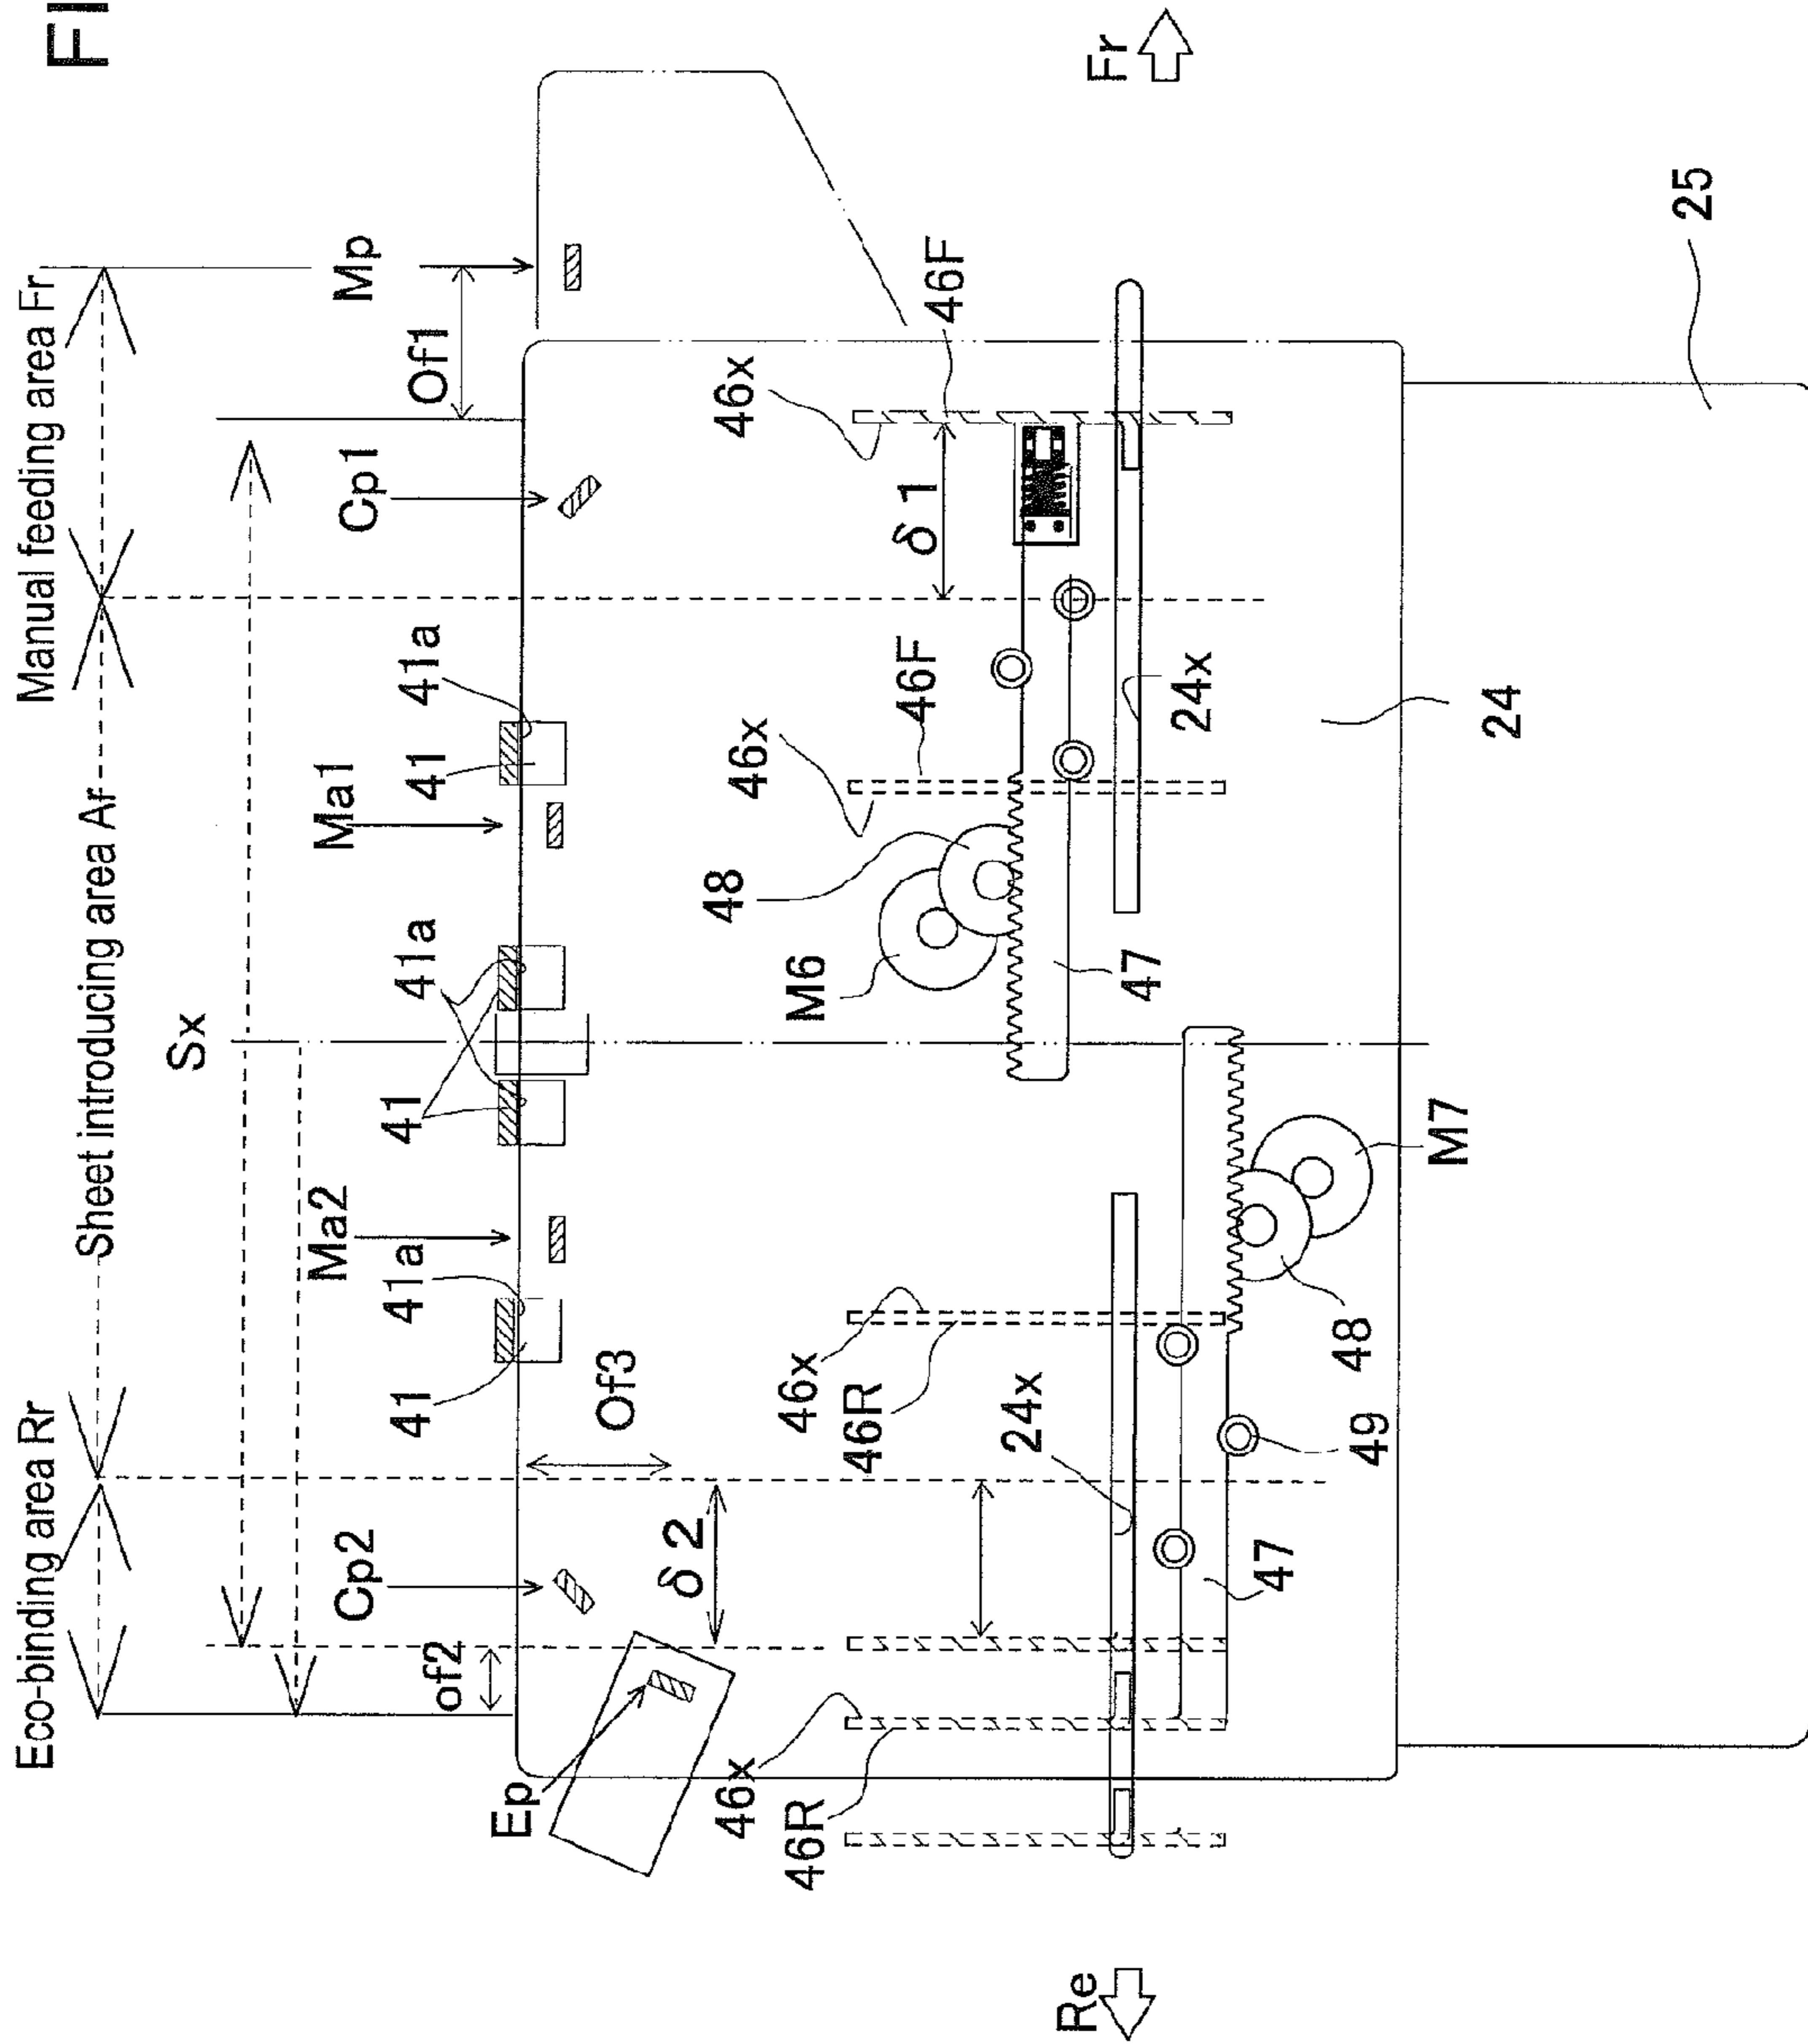 FI
Manual feeding area Fr
Sheet introducing area Ar
Eco-binding area Rr
Sx
Mp
Of1
Cp1
Ma1
Ma2
Cp2
of2
Of3
41a
41
41a
41
41a
41
Ep
δ1
δ2
46x
46F
46x
46F
46x
46R
46x
46R
24x
24x
M6
48
47
M7
48
49
47
24
25
Fr
Re